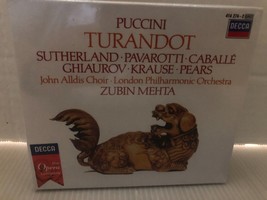 PUCCINI
DECCA
TURANDOT
SUTHERLAND·PAVAROTTI·CABALLÉ
GHIAUROV·KRAUSE·PEARS
John Alldis Choir·London Philharmonic Orchestra
ZUBIN MEHTA
DECCA